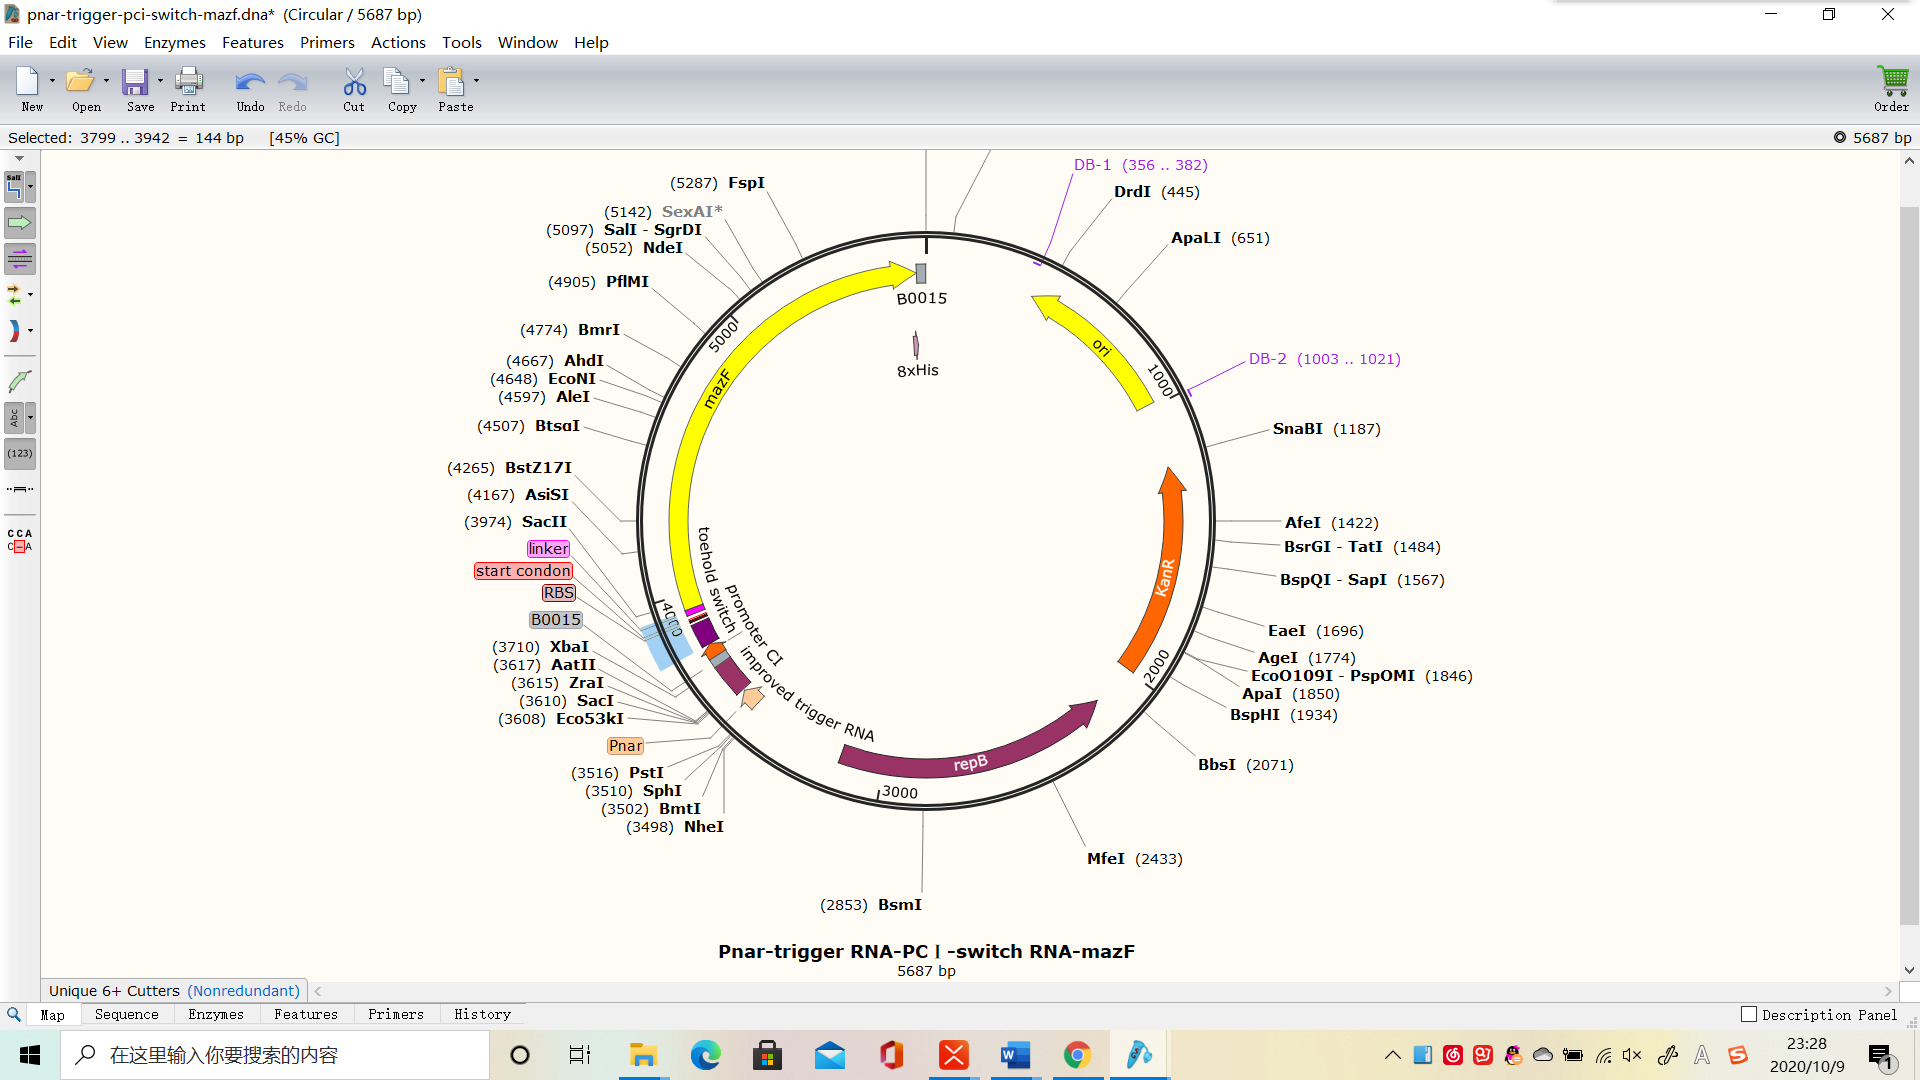 pnar-trigger-pci-switch-mazf.dna* (Circular / 5687 bp)
File Edit View Enzymes Features Primers Actions Tools Window Help
New Open Save Print Undo Redo Cut Copy Paste Order
Selected: 3799 .. 3942 = 144 bp [45% GC] 5687 bp
SalI
Abc
(123)
CCA
C–A
DB-1 (356 .. 382)
DrdI (445)
ApaLI (651)
DB-2 (1003 .. 1021)
SnaBI (1187)
AfeI (1422)
BsrGI - TatI (1484)
BspQI - SapI (1567)
EaeI (1696)
AgeI (1774)
EcoO109I - PspOMI (1846)
ApaI (1850)
BspHI (1934)
BbsI (2071)
MfeI (2433)
(2853) BsmI
(5287) FspI
(5142) SexAI*
(5097) SalI - SgrDI
(5052) NdeI
(4905) PflMI
(4774) BmrI
(4667) AhdI
(4648) EcoNI
(4597) AleI
(4507) BtsαI
(4265) BstZ17I
(4167) AsiSI
(3974) SacII
linker
start condon
RBS
B0015
(3710) XbaI
(3617) AatII
(3615) ZraI
(3610) SacI
(3608) Eco53kI
Pnar
(3516) PstI
(3510) SphI
(3502) BmtI
(3498) NheI
B0015
8xHis
ori
1000
KanR
2000
repB
3000
4000
5000
mazF
toehold switch
promoter CI
improved trigger RNA
Pnar-trigger RNA-PCⅠ-switch RNA-mazF
5687 bp
Unique 6+ Cutters (Nonredundant)
Map Sequence Enzymes Features Primers History Description Panel
在这里输入你要搜索的内容
A
23:28
2020/10/9
1